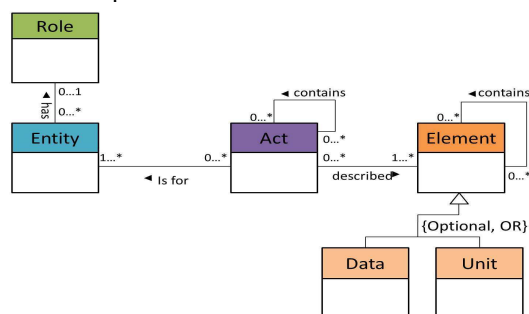 Role
0...1
◄ has
0...*
Entity
1...*
◄ Is for
0...*
Act
◄ contains
0...*
0...*
0...*
described ►
1...*
Element
◄ contains
0...*
0...*
{Optional, OR}
Data
Unit